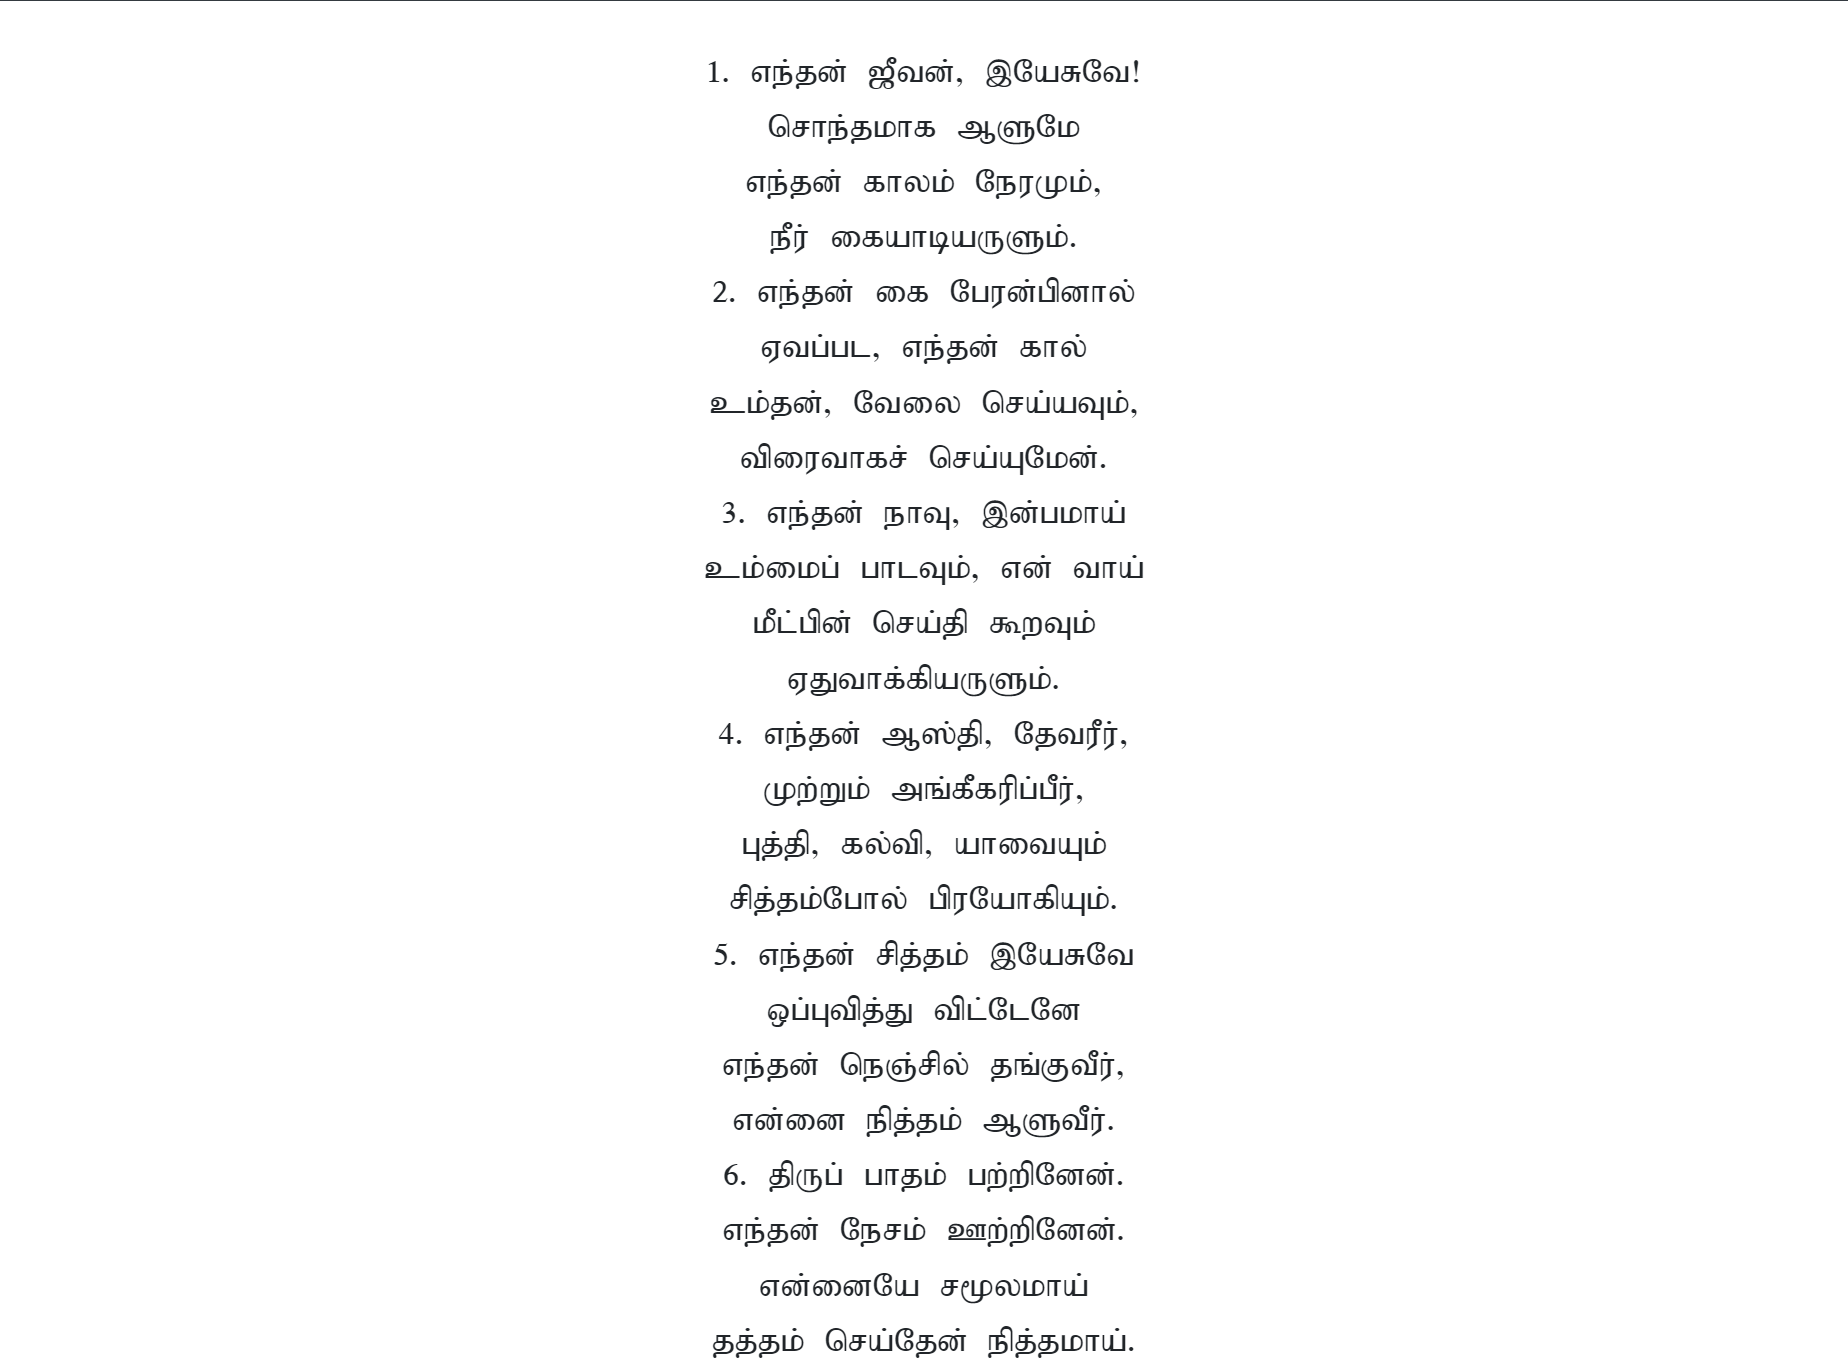 1. எந்தன் ஜீவன், இயேசுவே!
சொந்தமாக ஆளுமே
எந்தன் காலம் நேரமும்,
நீர் கையாடியருளும்.
2. எந்தன் கை பேரன்பினால்
ஏவப்பட, எந்தன் கால்
உம்தன், வேலை செய்யவும்,
விரைவாகச் செய்யுமேன்.
3. எந்தன் நாவு, இன்பமாய்
உம்மைப் பாடவும், என் வாய்
மீட்பின் செய்தி கூறவும்
ஏதுவாக்கியருளும்.
4. எந்தன் ஆஸ்தி, தேவரீர்,
முற்றும் அங்கீகரிப்பீர்,
புத்தி, கல்வி, யாவையும்
சித்தம்போல் பிரயோகியும்.
5. எந்தன் சித்தம் இயேசுவே
ஒப்புவித்து விட்டேனே
எந்தன் நெஞ்சில் தங்குவீர்,
என்னை நித்தம் ஆளுவீர்.
6. திருப் பாதம் பற்றினேன்.
எந்தன் நேசம் ஊற்றினேன்.
என்னையே சமூலமாய்
தத்தம் செய்தேன் நித்தமாய்.